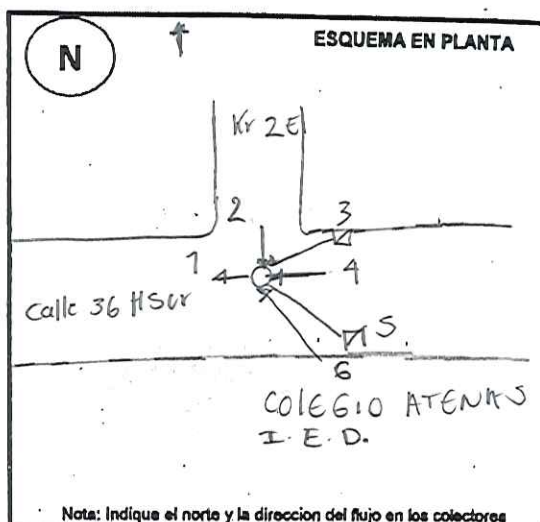 N
ESQUEMA EN PLANTA
Kr 2E
2
3
1
4
Calle 36 H Sur
5
6
COLEGIO ATENAS
I.E.D.
Nota: Indique el norte y la direccion del flujo en los colectores